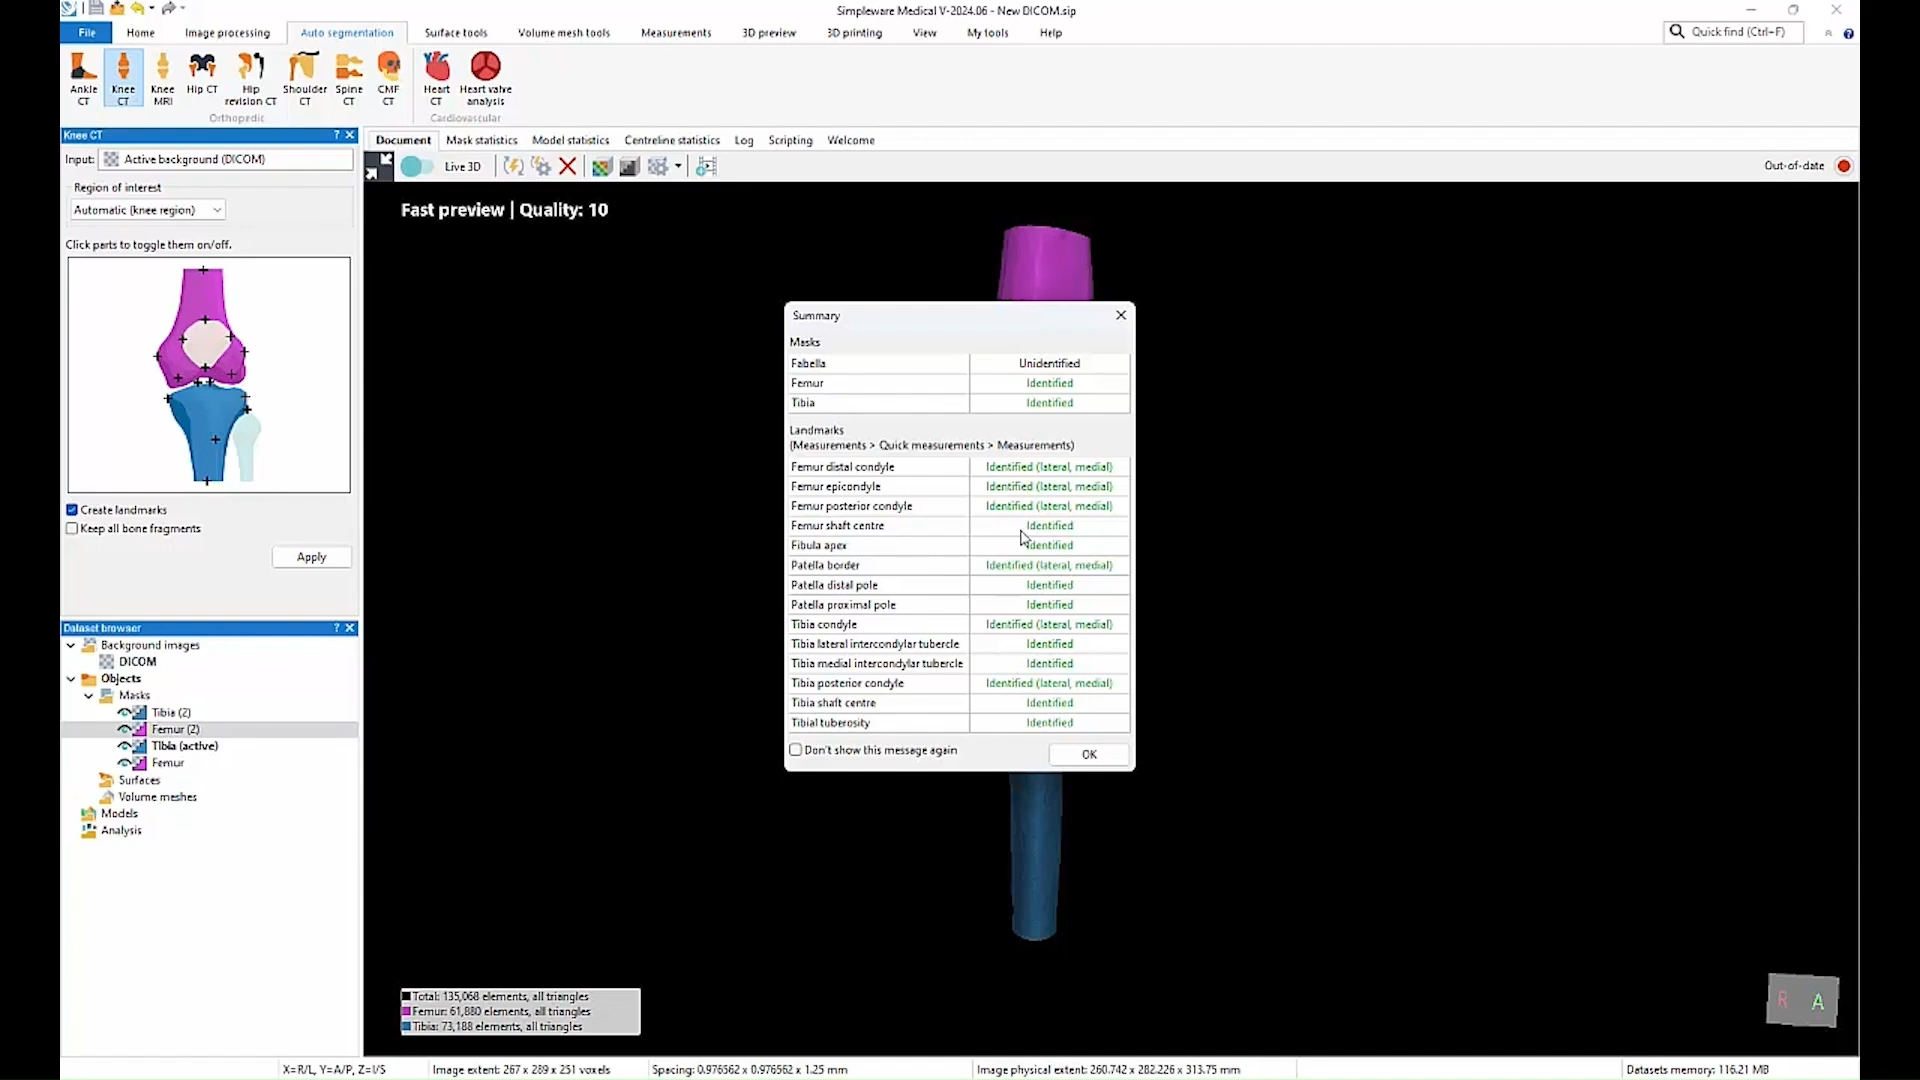 Simpleware Medical V-2024.06 - New DICOM.sip
File Home Image processing Auto segmentation Surface tools Volume mesh tools Measurements 3D preview 3D printing View My tools Help Quick find (Ctrl+F)
Ankle CT
Knee CT
Knee MRI
Hip CT
Hip revision CT
Shoulder CT
Spine CT
CMF CT
Heart CT
Heart valve analysis
Orthopedic
Cardiovascular
Knee CT ?
Input: Active background (DICOM)
Region of interest
Automatic (knee region)
Click parts to toggle them on/off.
Create landmarks
Keep all bone fragments
Apply
Dataset browser ?
Background images
DICOM
Objects
Masks
Tibia (2)
Femur (2)
Tibia (active)
Femur
Surfaces
Volume meshes
Models
Analysis
Document Mask statistics Model statistics Centreline statistics Log Scripting Welcome
Live 3D
Out-of-date
Fast preview | Quality: 10
Summary
Masks
Fabella Unidentified
Femur Identified
Tibia Identified
Landmarks
(Measurements > Quick measurements > Measurements)
Femur distal condyle Identified (lateral, medial)
Femur epicondyle Identified (lateral, medial)
Femur posterior condyle Identified (lateral, medial)
Femur shaft centre Identified
Fibula apex Identified
Patella border Identified (lateral, medial)
Patella distal pole Identified
Patella proximal pole Identified
Tibia condyle Identified (lateral, medial)
Tibia lateral intercondylar tubercle Identified
Tibia medial intercondylar tubercle Identified
Tibia posterior condyle Identified (lateral, medial)
Tibia shaft centre Identified
Tibial tuberosity Identified
Don't show this message again
OK
Total: 135,068 elements, all triangles
Femur: 61,880 elements, all triangles
Tibia: 73,188 elements, all triangles
R A
X=R/L, Y=A/P, Z=I/S Image extent: 267 x 289 x 251 voxels Spacing: 0.976562 x 0.976562 x 1.25 mm Image physical extent: 260.742 x 282.226 x 313.75 mm Datasets memory: 116.21 MB